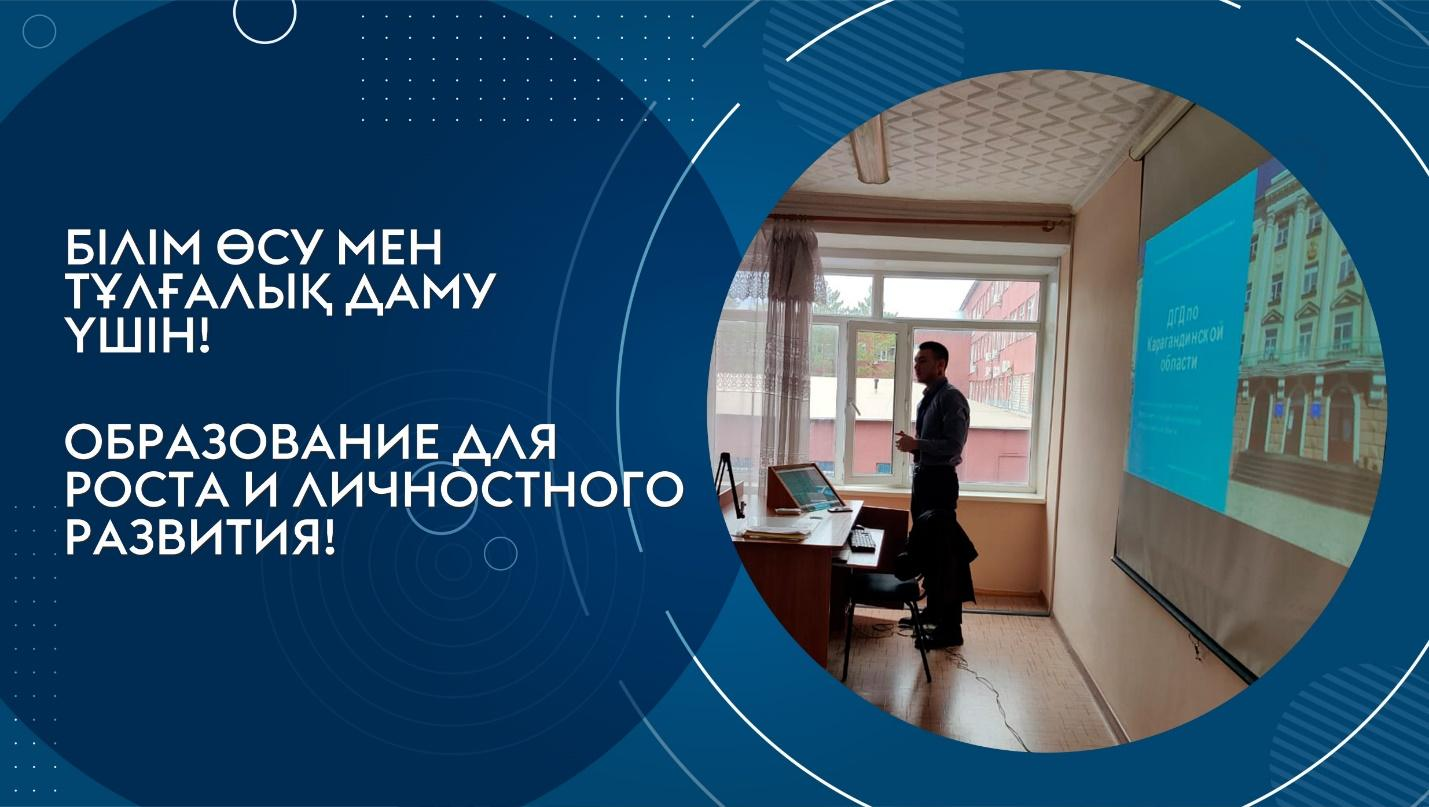 БІЛІМ ӨСУ МЕН
ТҰЛҒАЛЫҚ ДАМУ
ҮШІН!
ОБРАЗОВАНИЕ ДЛЯ
РОСТА И ЛИЧНОСТНОГО
РАЗВИТИЯ!
ДГД по
Карагандинской
области